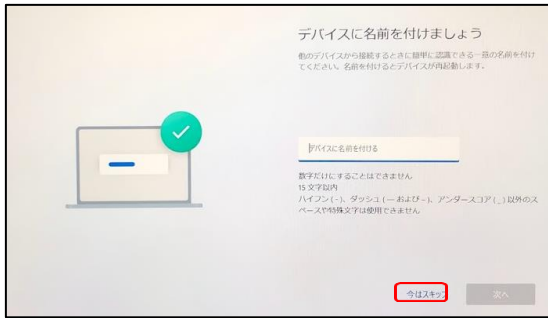 デバイスに名前を付けましょう
他のデバイスから接続するときに簡単に認識できる一意の名前を付け
てください。名前を付けるとデバイスが再起動します。
デバイスに名前を付ける
数字だけにすることはできません
15 文字以内
ハイフン (-)、ダッシュ (— および -)、アンダースコア (_) 以外のス
ペースや特殊文字は使用できません
今はスキップ
次へ